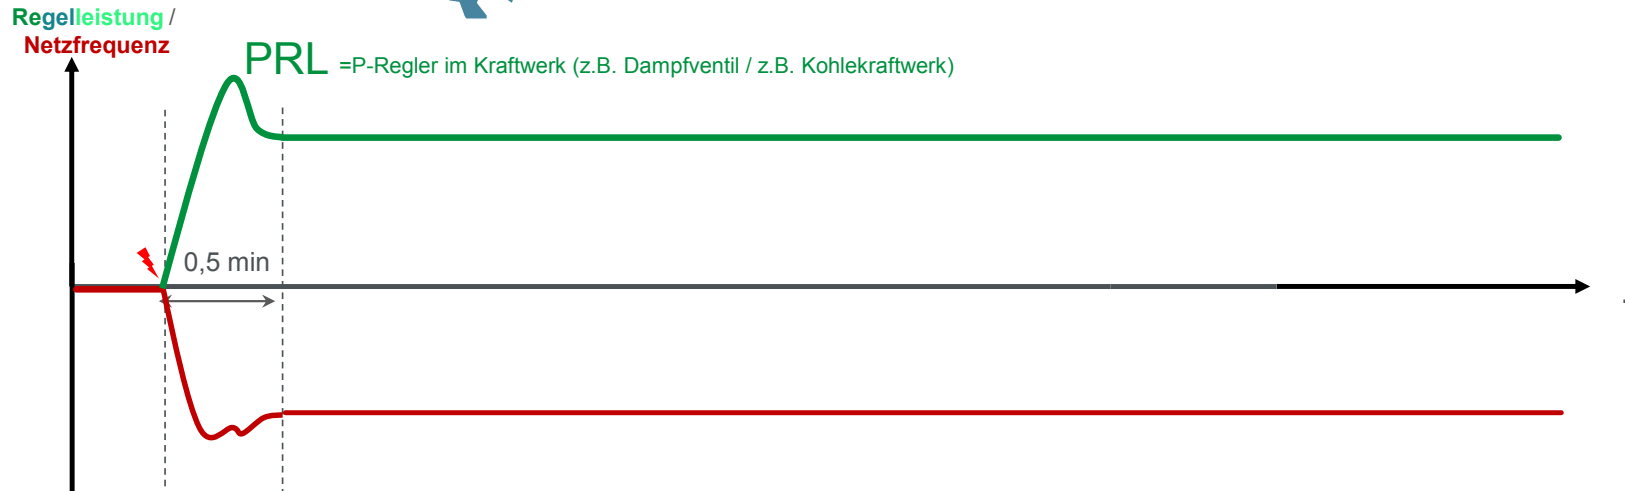 Regelleistung /
Netzfrequenz
PRL =P-Regler im Kraftwerk (z.B. Dampfventil / z.B. Kohlekraftwerk)
0,5 min